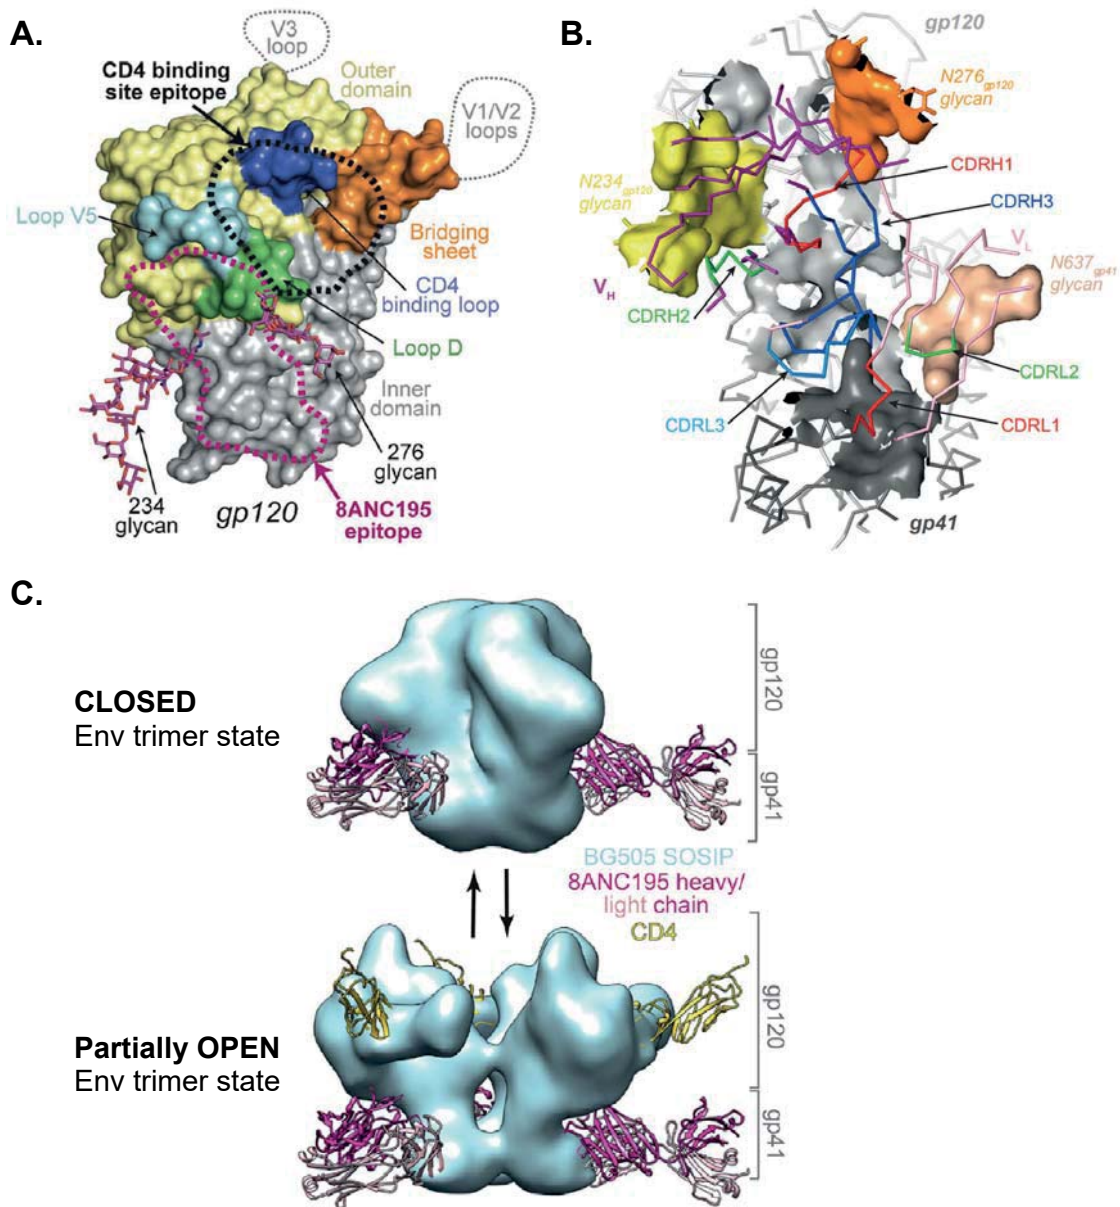 A.
V3
loop
CD4 binding
site epitope
Outer
domain
V1/V2
loops
Loop V5
Bridging
sheet
CD4
binding loop
Loop D
Inner
domain
276
glycan
234
glycan
gp120
8ANC195
epitope
B.
gp120
N276gp120
glycan
CDRH1
N234gp120
glycan
CDRH3
VL
N637gp41
glycan
VH
CDRH2
CDRL2
CDRL3
CDRL1
gp41
C.
CLOSED
Env trimer state
gp120
gp41
BG505 SOSIP
8ANC195 heavy/
light chain
CD4
Partially OPEN
Env trimer state
gp120
gp41